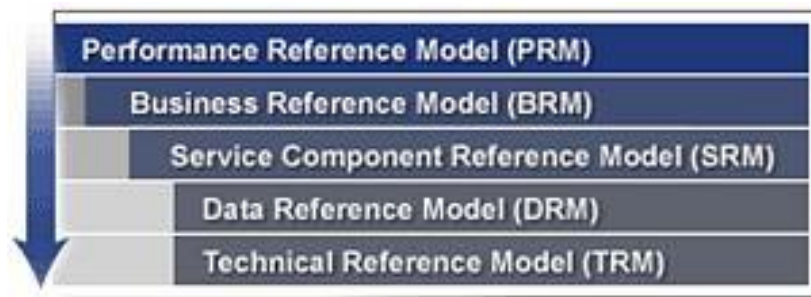 Performance Reference Model (PRM)
Business Reference Model (BRM)
Service Component Reference Model (SRM)
Data Reference Model (DRM)
Technical Reference Model (TRM)